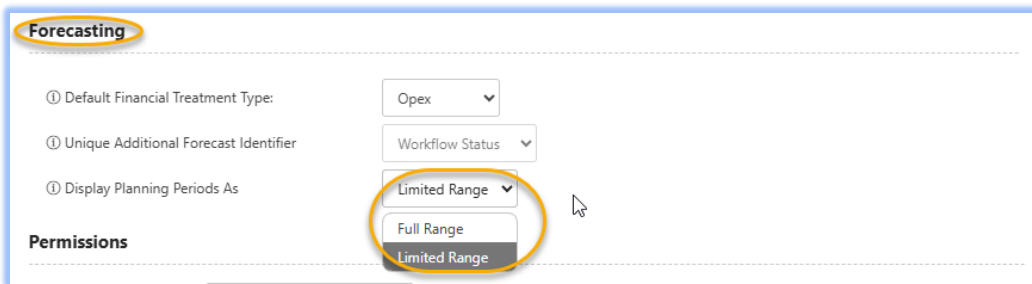 Forecasting
ⓘ Default Financial Treatment Type: Opex
ⓘ Unique Additional Forecast Identifier Workflow Status
ⓘ Display Planning Periods As Limited Range
Full Range
Limited Range
Permissions